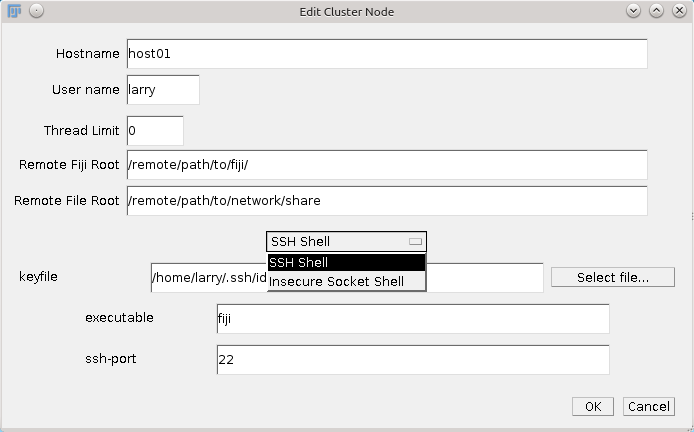 Edit Cluster Node
Hostname host01
User name larry
Thread Limit 0
Remote Fiji Root /remote/path/to/fiji/
Remote File Root /remote/path/to/network/share
SSH Shell
SSH Shell
Insecure Socket Shell
keyfile /home/larry/.ssh/id Select file...
executable fiji
ssh-port 22
OK Cancel